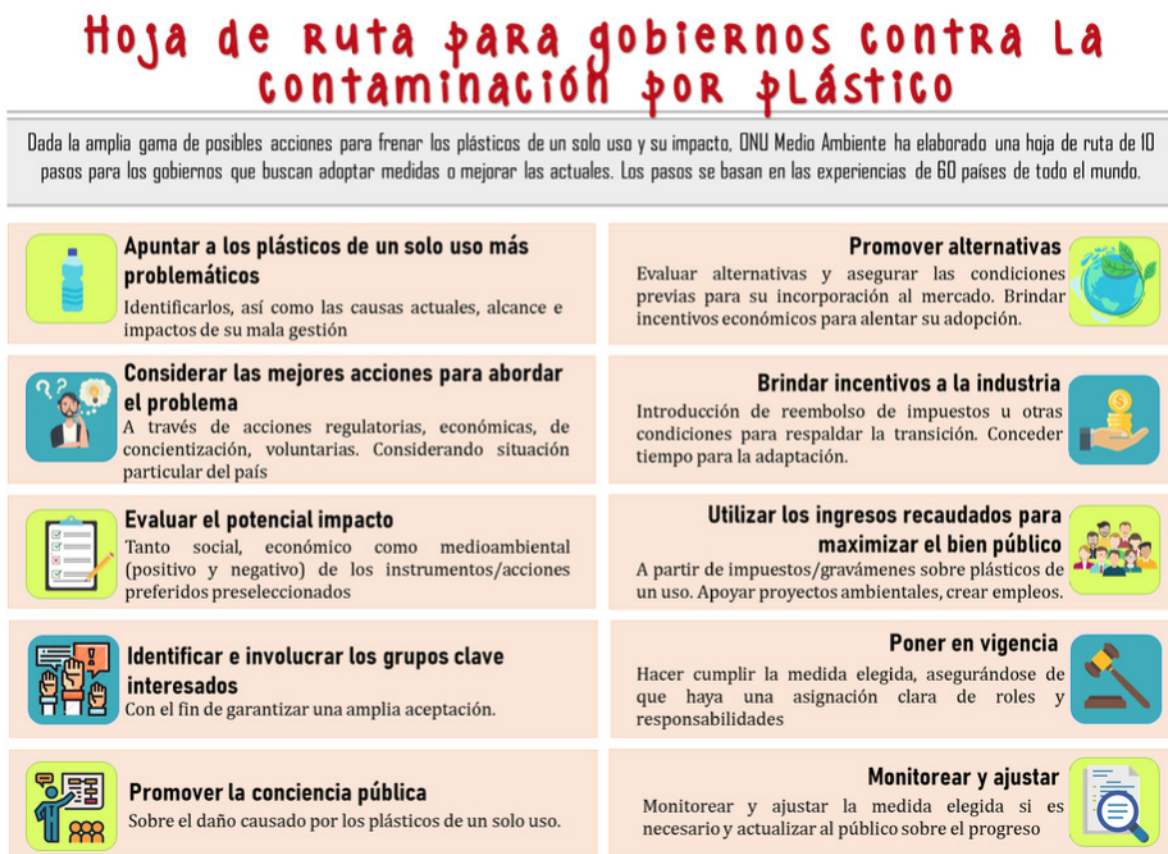 Hoja de Ruta para gobiernos contra la
contaminación por plástico
Dada la amplia gama de posibles acciones para frenar los plásticos de un solo uso y su impacto, ONU Medio Ambiente ha elaborado una hoja de ruta de 10
pasos para los gobiernos que buscan adoptar medidas o mejorar las actuales. Los pasos se basan en las experiencias de 60 países de todo el mundo.
Apuntar a los plásticos de un solo uso más
problemáticos
Identificarlos, así como las causas actuales, alcance e
impactos de su mala gestión
Considerar las mejores acciones para abordar
el problema
A través de acciones regulatorias, económicas, de
concientización, voluntarias. Considerando situación
particular del país
Evaluar el potencial impacto
Tanto social, económico como medioambiental
(positivo y negativo) de los instrumentos/acciones
preferidos preseleccionados
Identificar e involucrar los grupos clave
interesados
Con el fin de garantizar una amplia aceptación.
Promover la conciencia pública
Sobre el daño causado por los plásticos de un solo uso.
Promover alternativas
Evaluar alternativas y asegurar las condiciones
previas para su incorporación al mercado. Brindar
incentivos económicos para alentar su adopción.
Brindar incentivos a la industria
Introducción de reembolso de impuestos u otras
condiciones para respaldar la transición. Conceder
tiempo para la adaptación.
Utilizar los ingresos recaudados para
maximizar el bien público
A partir de impuestos/gravámenes sobre plásticos de
un uso. Apoyar proyectos ambientales, crear empleos.
Poner en vigencia
Hacer cumplir la medida elegida, asegurándose de
que haya una asignación clara de roles y
responsabilidades
Monitorear y ajustar
Monitorear y ajustar la medida elegida si es
necesario y actualizar al público sobre el progreso